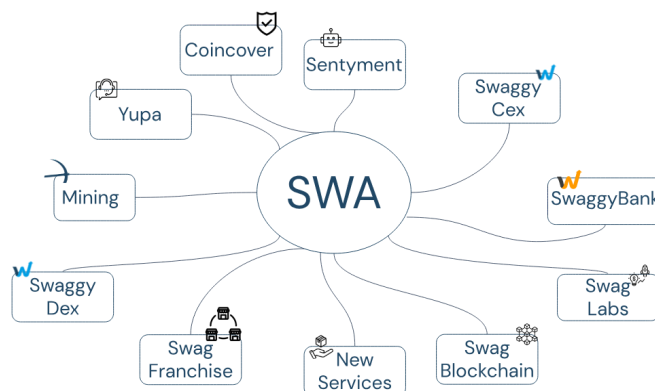 Coincover
Sentyment
Swaggy
Cex
Yupa
SWA
Mining
SwaggyBank
Swaggy
Dex
Swag
Labs
Swag
Franchise
New
Services
Swag
Blockchain